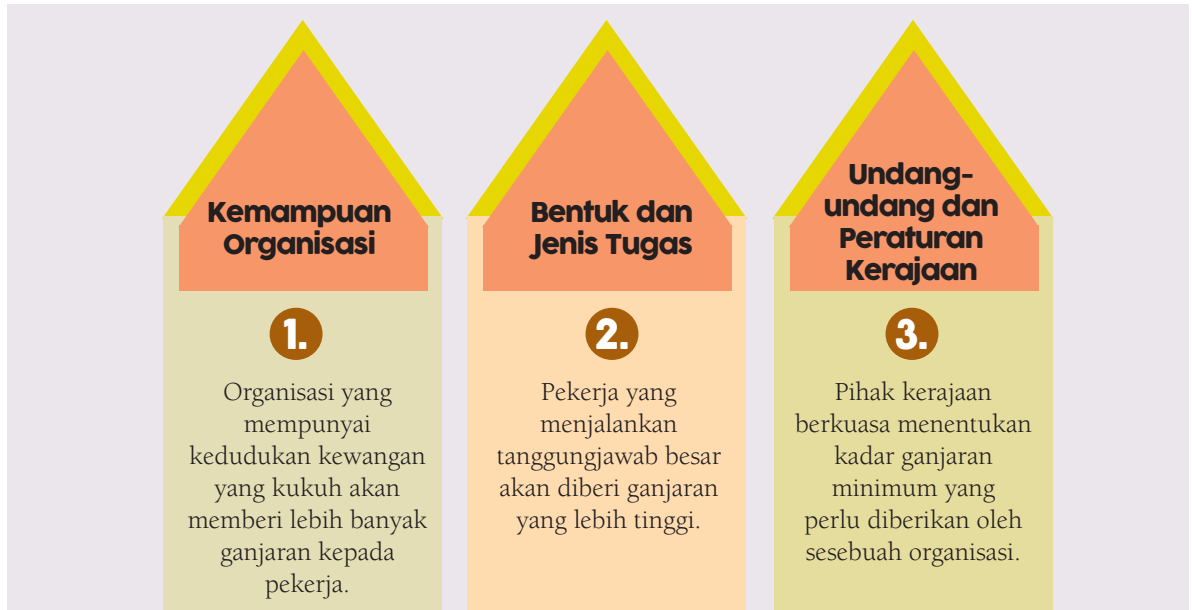 Kemampuan
Organisasi
1.
Organisasi yang
mempunyai
kedudukan kewangan
yang kukuh akan
memberi lebih banyak
ganjaran kepada
pekerja.
Bentuk dan
Jenis Tugas
2.
Pekerja yang
menjalankan
tanggungjawab besar
akan diberi ganjaran
yang lebih tinggi.
Undang-
undang dan
Peraturan
Kerajaan
3.
Pihak kerajaan
berkuasa menentukan
kadar ganjaran
minimum yang
perlu diberikan oleh
sesebuah organisasi.